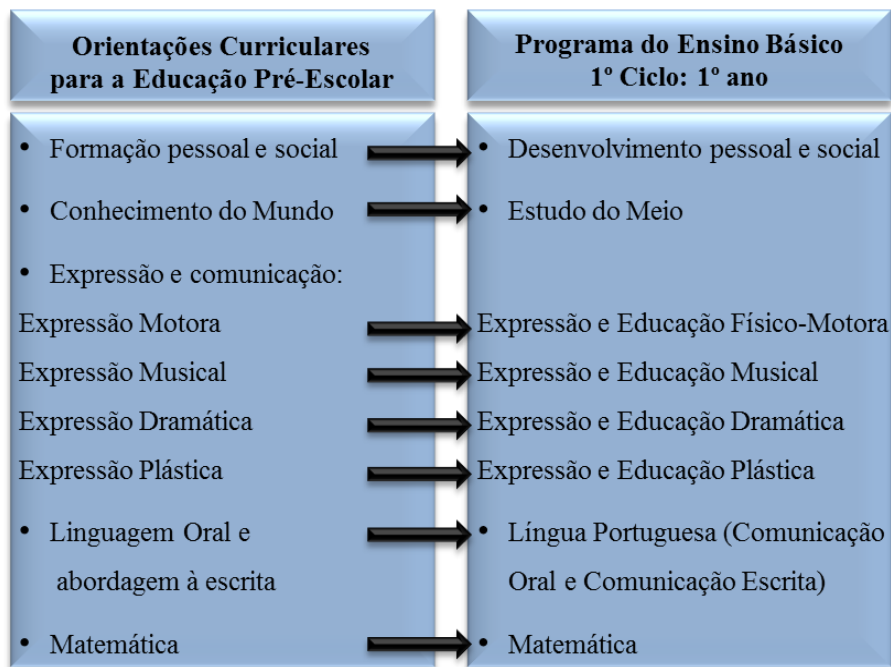 Orientações Curriculares
para a Educação Pré-Escolar
• Formação pessoal e social
• Conhecimento do Mundo
• Expressão e comunicação:
Expressão Motora
Expressão Musical
Expressão Dramática
Expressão Plástica
• Linguagem Oral e
abordagem à escrita
• Matemática
Programa do Ensino Básico
1º Ciclo: 1º ano
• Desenvolvimento pessoal e social
• Estudo do Meio
Expressão e Educação Físico-Motora
Expressão e Educação Musical
Expressão e Educação Dramática
Expressão e Educação Plástica
• Língua Portuguesa (Comunicação
Oral e Comunicação Escrita)
• Matemática